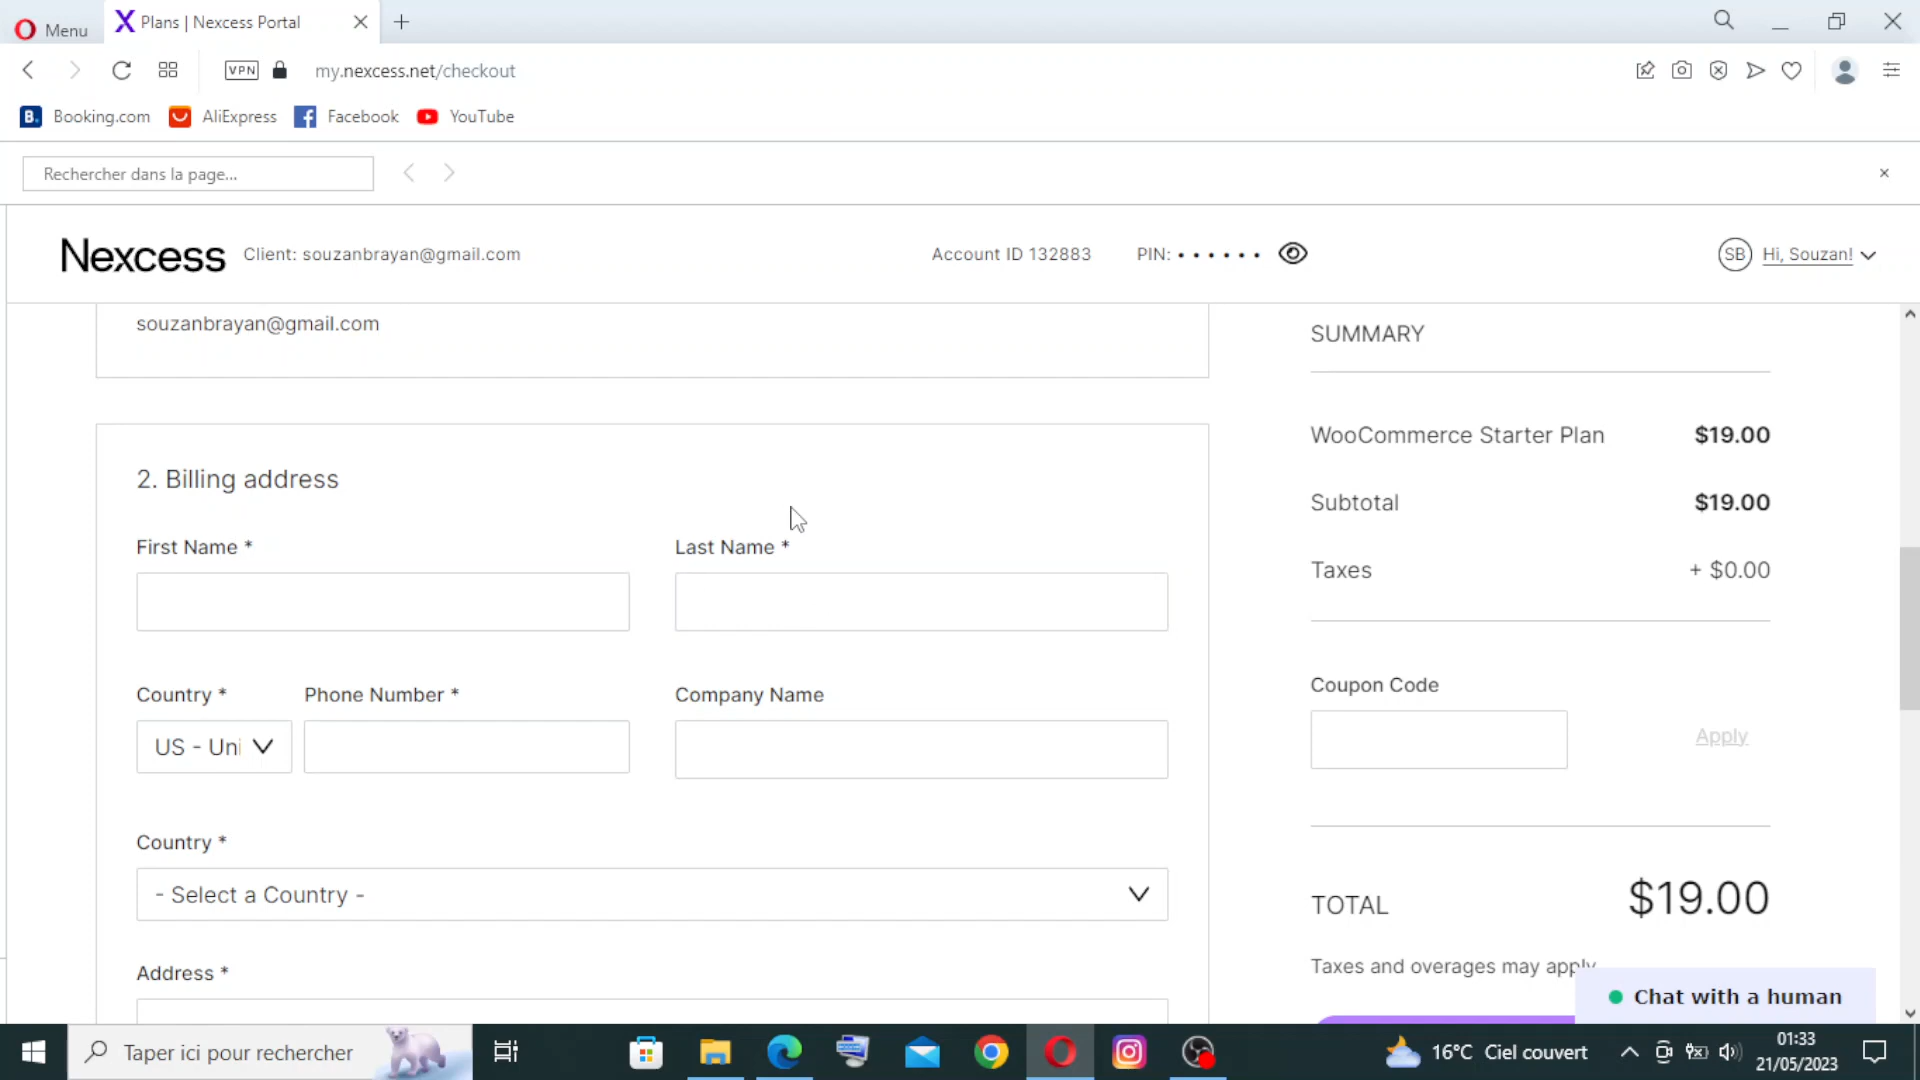 Menu
Plans | Nexcess Portal
VPN
my.nexcess.net/checkout
B. Booking.com
AliExpress
Facebook
YouTube
Rechercher dans la page...
Nexcess
Client: souzanbrayan@gmail.com
Account ID 132883
PIN: • • • • • •
SB
Hi, Souzan!
souzanbrayan@gmail.com
2. Billing address
First Name *
Last Name *
Country *
Phone Number *
Company Name
US - Uni
Country *
- Select a Country -
Address *
SUMMARY
WooCommerce Starter Plan $19.00
Subtotal $19.00
Taxes + $0.00
Coupon Code
Apply
TOTAL $19.00
Taxes and overages may apply
Chat with a human
Taper ici pour rechercher
16°C Ciel couvert
01:33
21/05/2023